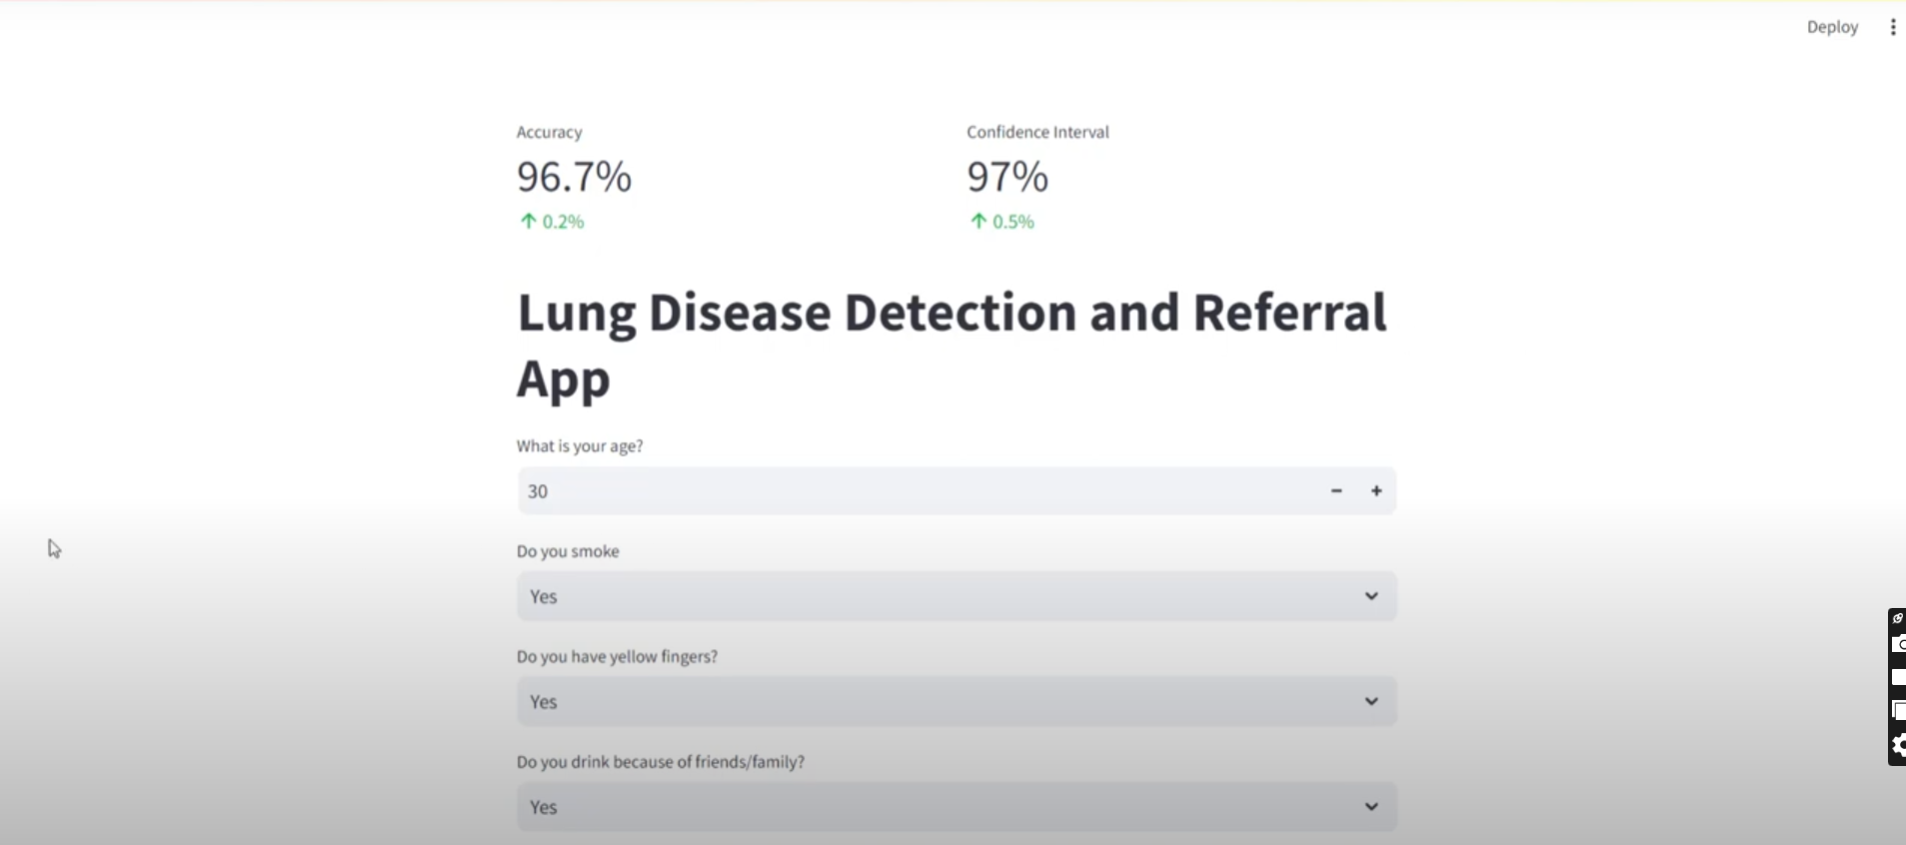 Deploy
Accuracy
Confidence Interval
96.7%
97%
↑ 0.2%
↑ 0.5%
Lung Disease Detection and Referral
App
What is your age?
30
Do you smoke
Yes
Do you have yellow fingers?
Yes
Do you drink because of friends/family?
Yes